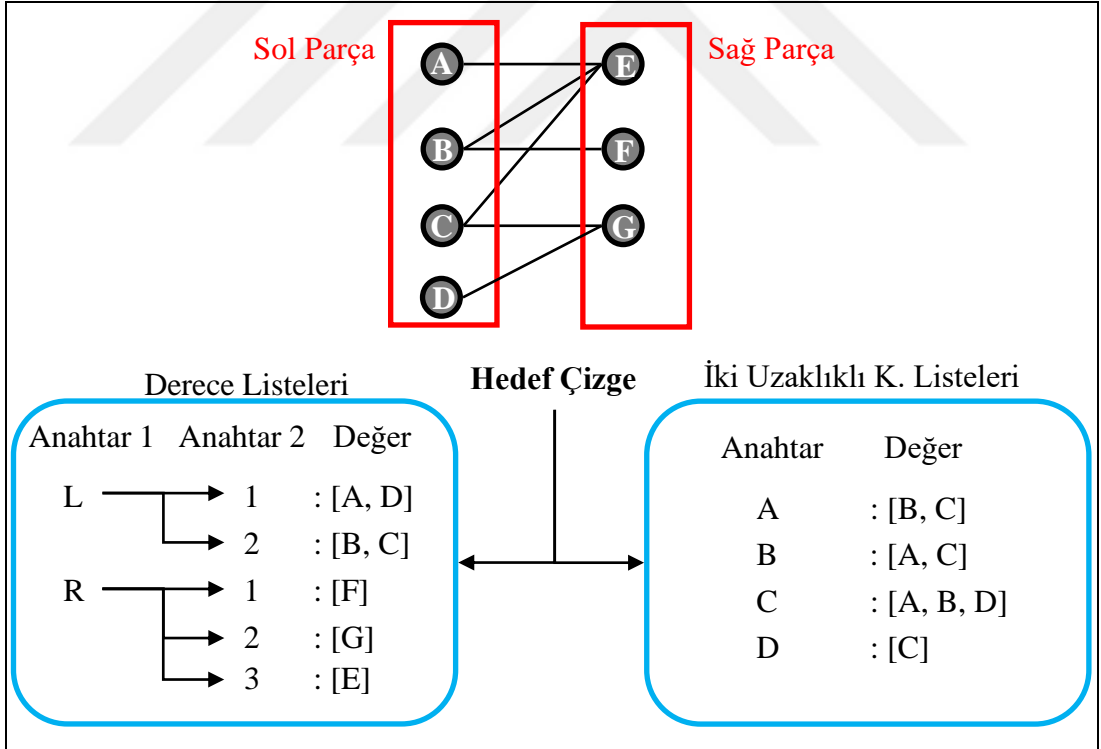 Sol Parça
Sağ Parça
A
E
B
F
C
G
D
Derece Listeleri
Hedef Çizge
İki Uzaklıklı K. Listeleri
Anahtar 1 Anahtar 2 Değer
L 1 : [A, D]
2 : [B, C]
R 1 : [F]
2 : [G]
3 : [E]
Anahtar Değer
A : [B, C]
B : [A, C]
C : [A, B, D]
D : [C]